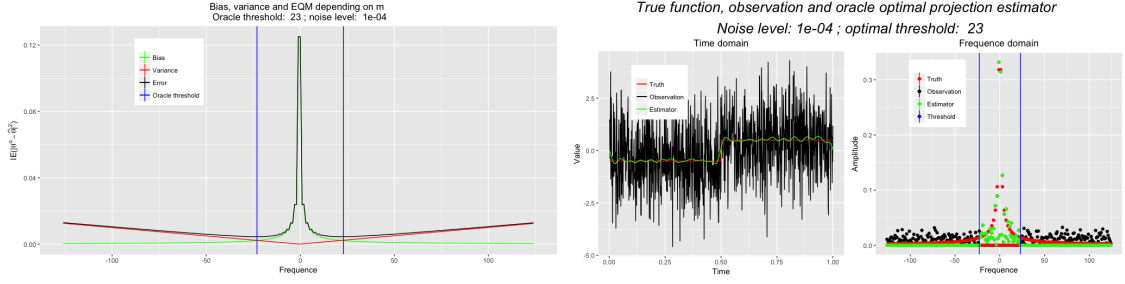 Bias, variance and EQM depending on m
Oracle threshold: 23 ; noise level: 1e-04
0.12
0.08
0.04
0.00
Bias
Variance
Error
Oracle threshold
-100
-50
0
50
100
Frequence
True function, observation and oracle optimal projection estimator
Noise level: 1e-04 ; optimal threshold: 23
Time domain
Value
2.5
0.0
-2.5
-5.0
Truth
Observation
Estimator
0.00
0.25
0.50
0.75
1.00
Time
Frequence domain
Amplitude
0.3
0.2
0.1
0.0
Truth
Observation
Estimator
Threshold
-100
-50
0
50
100
Frequence